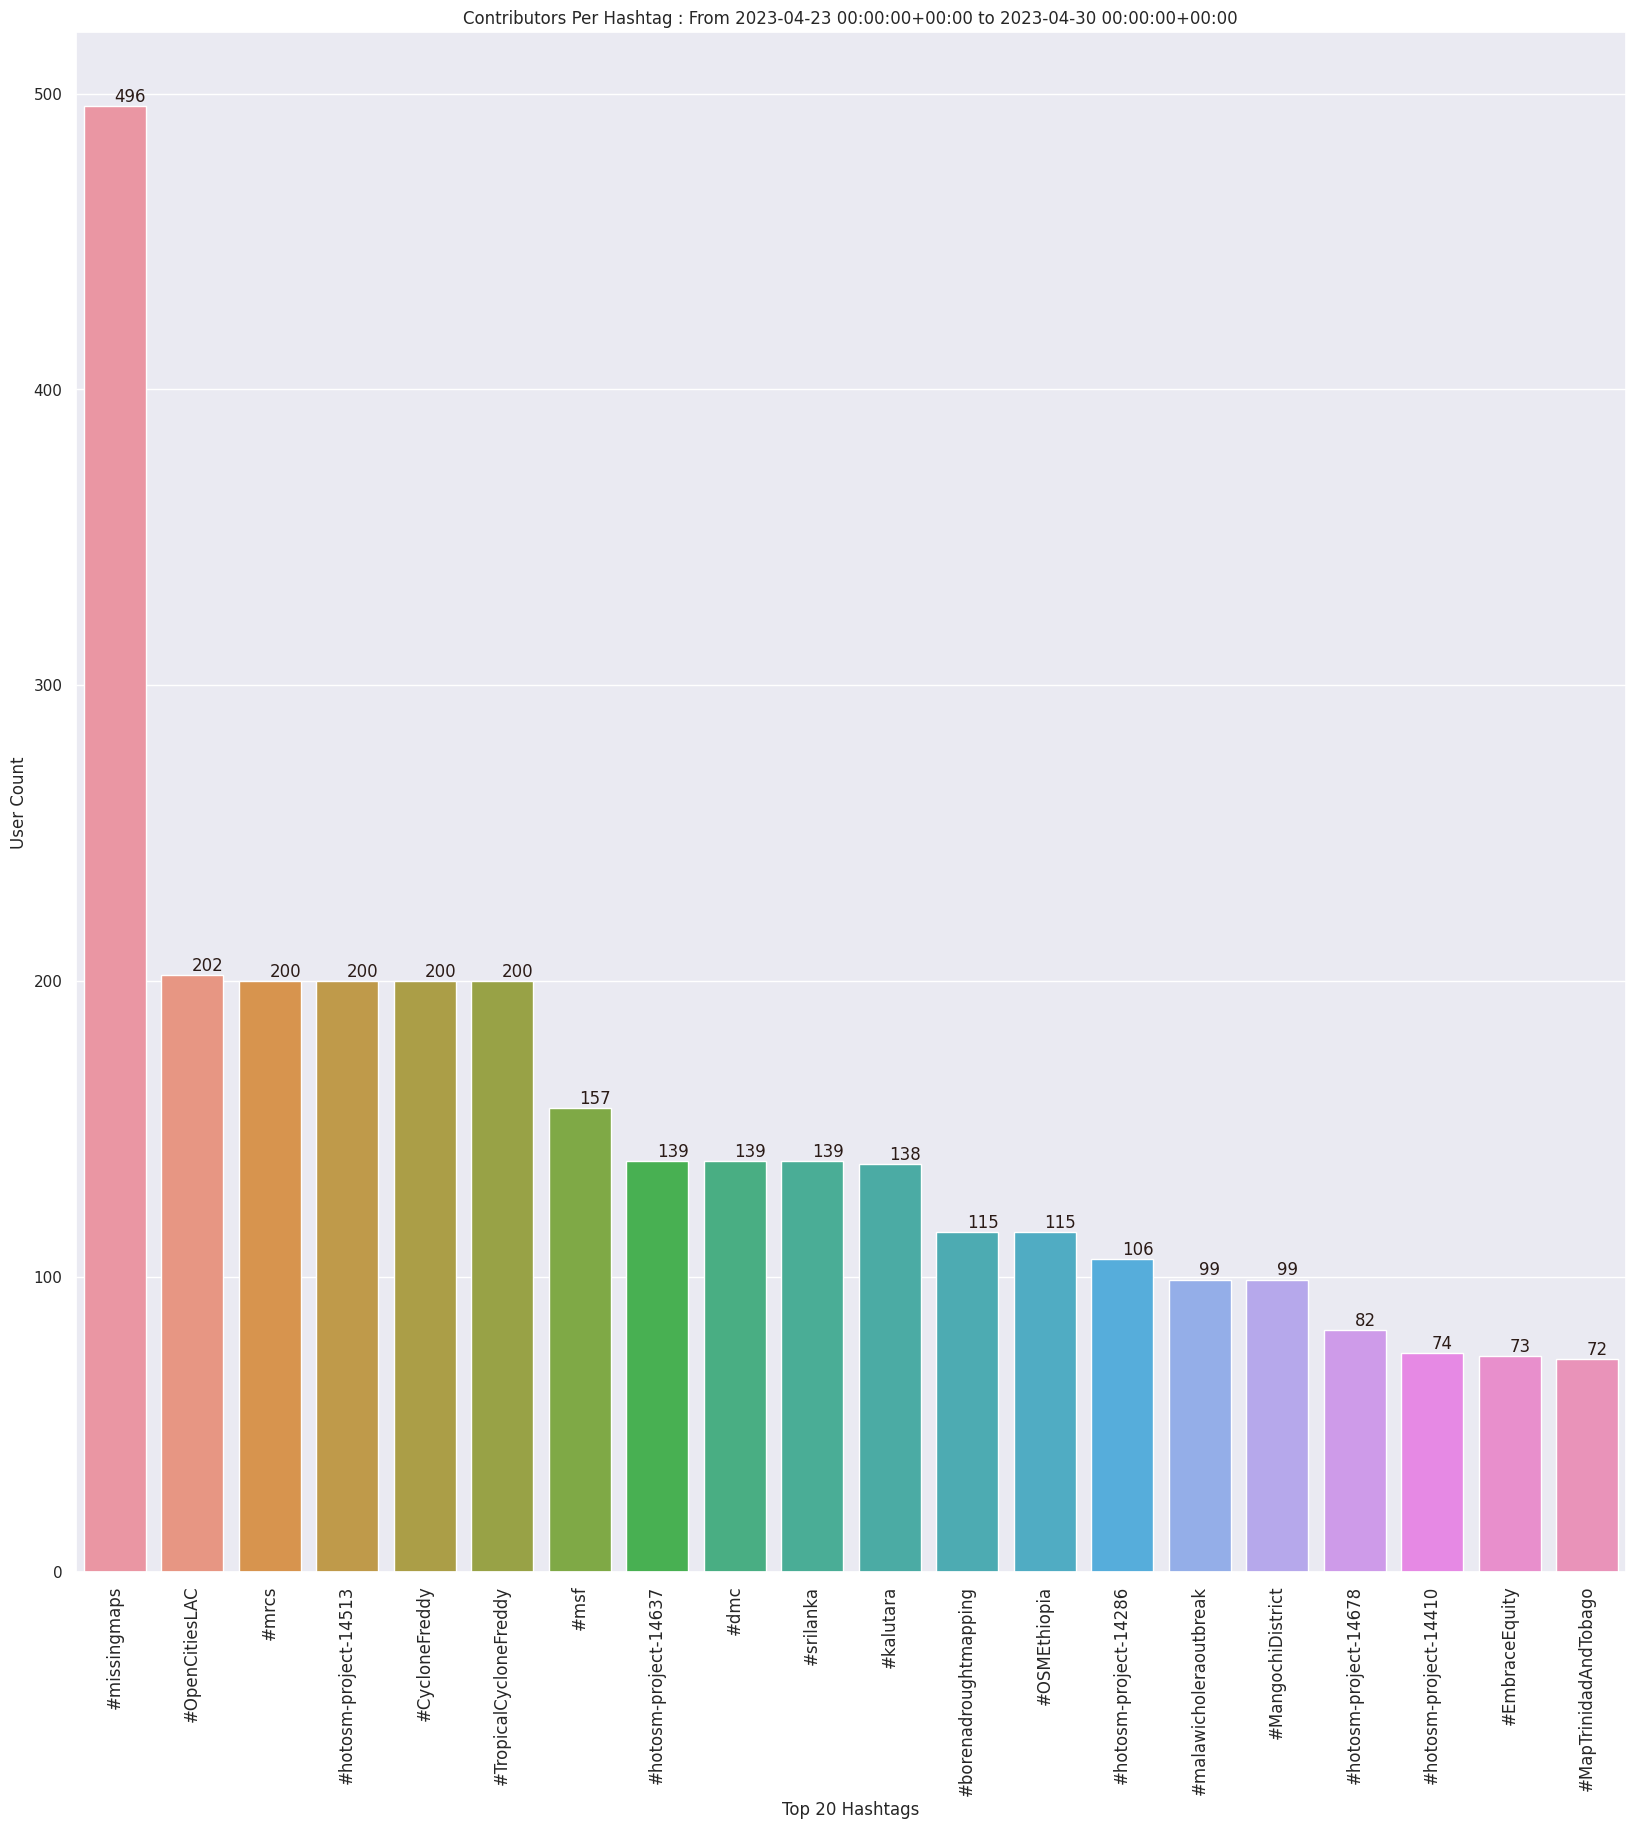 Contributors Per Hashtag : From 2023-04-23 00:00:00+00:00 to 2023-04-30 00:00:00+00:00
User Count
500
400
300
200
100
0
496
202
200
200
200
200
157
139
139
139
138
115
115
106
99
99
82
74
73
72
#missingmaps
#OpenCitiesLAC
#mrcs
#hotosm-project-14513
#CycloneFreddy
#TropicalCycloneFreddy
#msf
#hotosm-project-14637
#dmc
#srilanka
#kalutara
#borenadroughtmapping
#OSMEthiopia
#hotosm-project-14286
#malawicholeraoutbreak
#MangochiDistrict
#hotosm-project-14678
#hotosm-project-14410
#EmbraceEquity
#MapTrinidadAndTobago
Top 20 Hashtags